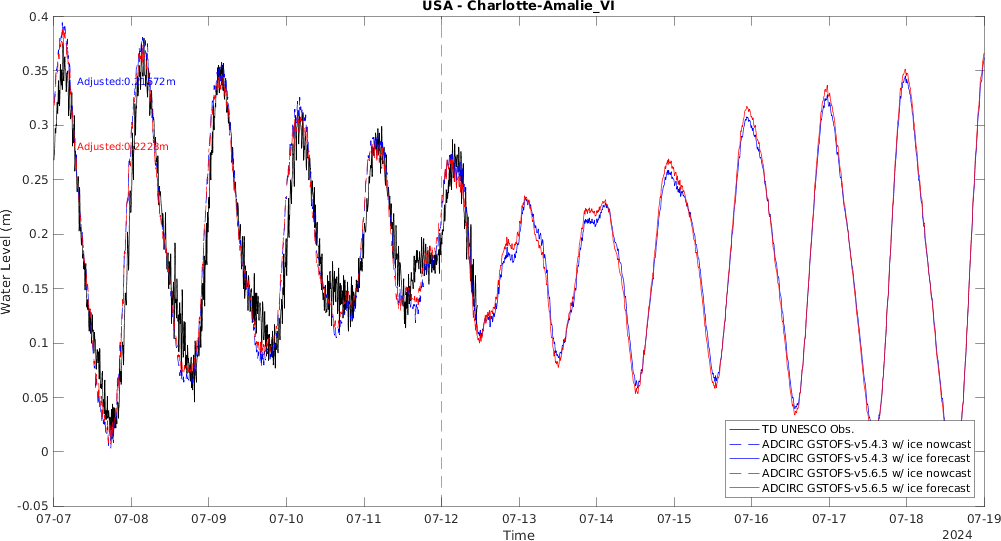 USA - Charlotte-Amalie_VI
0.4
0.35
0.3
0.25
0.2
0.15
0.1
0.05
0
-0.05
Water Level (m)
Adjusted:0.21572m
Adjusted:0.2223m
TD UNESCO Obs.
ADCIRC GSTOFS-v5.4.3 w/ ice nowcast
ADCIRC GSTOFS-v5.4.3 w/ ice forecast
ADCIRC GSTOFS-v5.6.5 w/ ice nowcast
ADCIRC GSTOFS-v5.6.5 w/ ice forecast
07-07 07-08 07-09 07-10 07-11 07-12 07-13 07-14 07-15 07-16 07-17 07-18 07-19
Time
2024